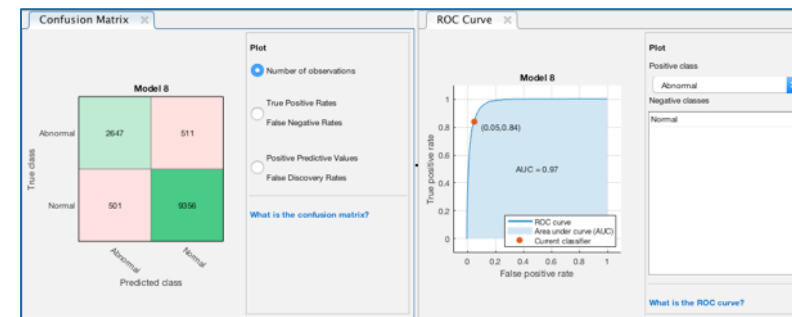 Confusion Matrix
Model 8
True class
Abnormal
2647
511
Normal
501
9356
Abnormal
Normal
Predicted class
Plot
Number of observations
True Positive Rates
False Negative Rates
Positive Predictive Values
False Discovery Rates
What is the confusion matrix?
ROC Curve
Model 8
True positive rate
1
0.8
0.6
0.4
0.2
0
(0.05,0.84)
AUC = 0.97
ROC curve
Area under curve (AUC)
Current classifier
0 0.2 0.4 0.6 0.8 1
False positive rate
Plot
Positive class
Abnormal
Negative classes
Normal
What is the ROC curve?